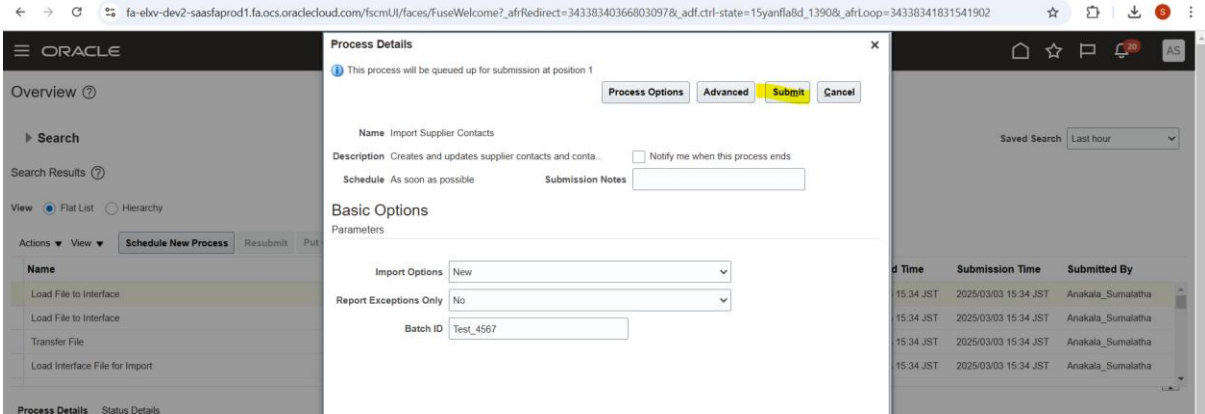 fa-elxv-dev2-saasfaprod1.fa.ocs.oraclecloud.com/fscmUI/faces/FuseWelcome?_afrRedirect=3433834036680309​7&_adf.ctrl-state=15yanfla8d_1390&_afrLoop=34338341831541902
S
ORACLE
20
AS
Overview
Search
Saved Search Last hour
Search Results
View Flat List Hierarchy
Actions View Schedule New Process Resubmit Put
Name
Load File to Interface
Load File to Interface
Transfer File
Load Interface File for Import
Process Details Status Details
Process Details
This process will be queued up for submission at position 1
Process Options Advanced Submit Cancel
Name Import Supplier Contacts
Description Creates and updates supplier contacts and conta... Notify me when this process ends
Schedule As soon as possible Submission Notes
Basic Options
Parameters
Import Options New
Report Exceptions Only No
Batch ID Test_4567
d Time Submission Time Submitted By
15:34 JST 2025/03/03 15:34 JST Anakala_Sumalatha
15:34 JST 2025/03/03 15:34 JST Anakala_Sumalatha
15:34 JST 2025/03/03 15:34 JST Anakala_Sumalatha
15:34 JST 2025/03/03 15:34 JST Anakala_Sumalatha